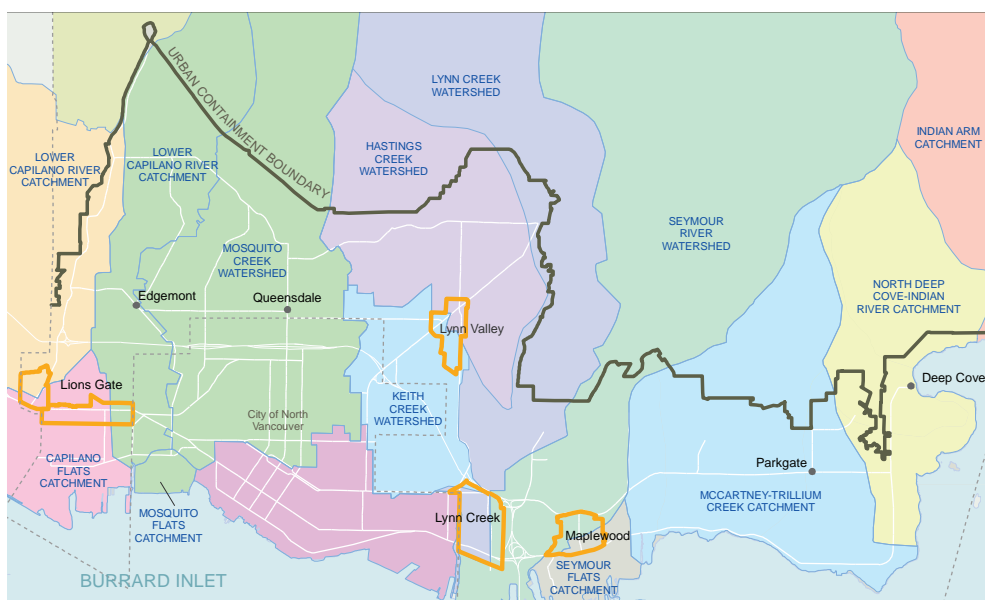 LYNN CREEK
WATERSHED
URBAN CONTAINMENT BOUNDARY
HASTINGS
CREEK
WATERSHED
INDIAN ARM
CATCHMENT
LOWER
CAPILANO RIVER
CATCHMENT
LOWER
CAPILANO RIVER
CATCHMENT
SEYMOUR
RIVER
WATERSHED
MOSQUITO
CREEK
WATERSHED
NORTH DEEP
COVE-INDIAN
RIVER CATCHMENT
Edgemont
Queensdale
Lynn Valley
Lions Gate
Deep Cove
KEITH
CREEK
WATERSHED
City of North
Vancouver
CAPILANO
FLATS
CATCHMENT
Parkgate
MCCARTNEY-TRILLIUM
CREEK CATCHMENT
MOSQUITO
FLATS
CATCHMENT
Lynn Creek
Maplewood
SEYMOUR
FLATS
CATCHMENT
BURRARD INLET